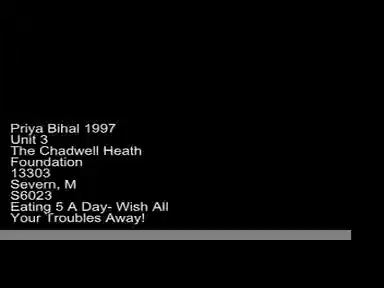 Priya Bihal 1997
Unit 3
The Chadwell Heath
Foundation
13303
Severn, M
S6023
Eating 5 A Day- Wish All
Your Troubles Away!